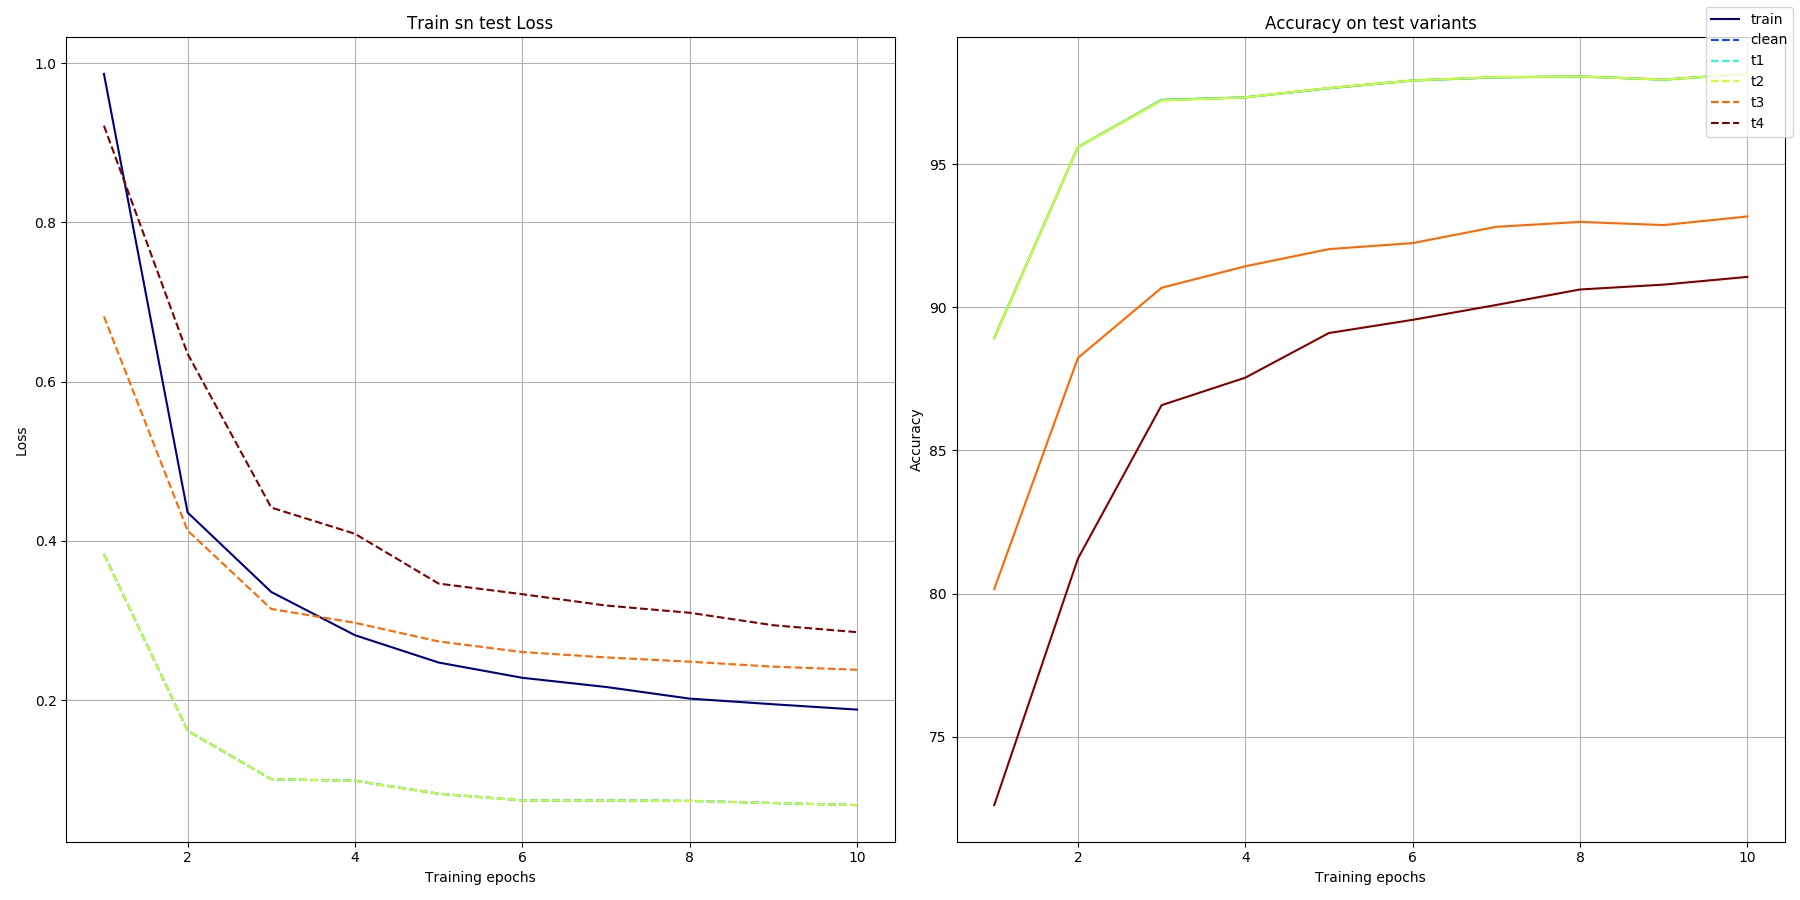 Train sn test Loss
1.0
0.8
0.6
0.4
0.2
Loss
2
4
6
8
10
Training epochs
Accuracy on test variants
95
90
85
80
75
Accuracy
2
4
6
8
10
Training epochs
train
clean
t1
t2
t3
t4